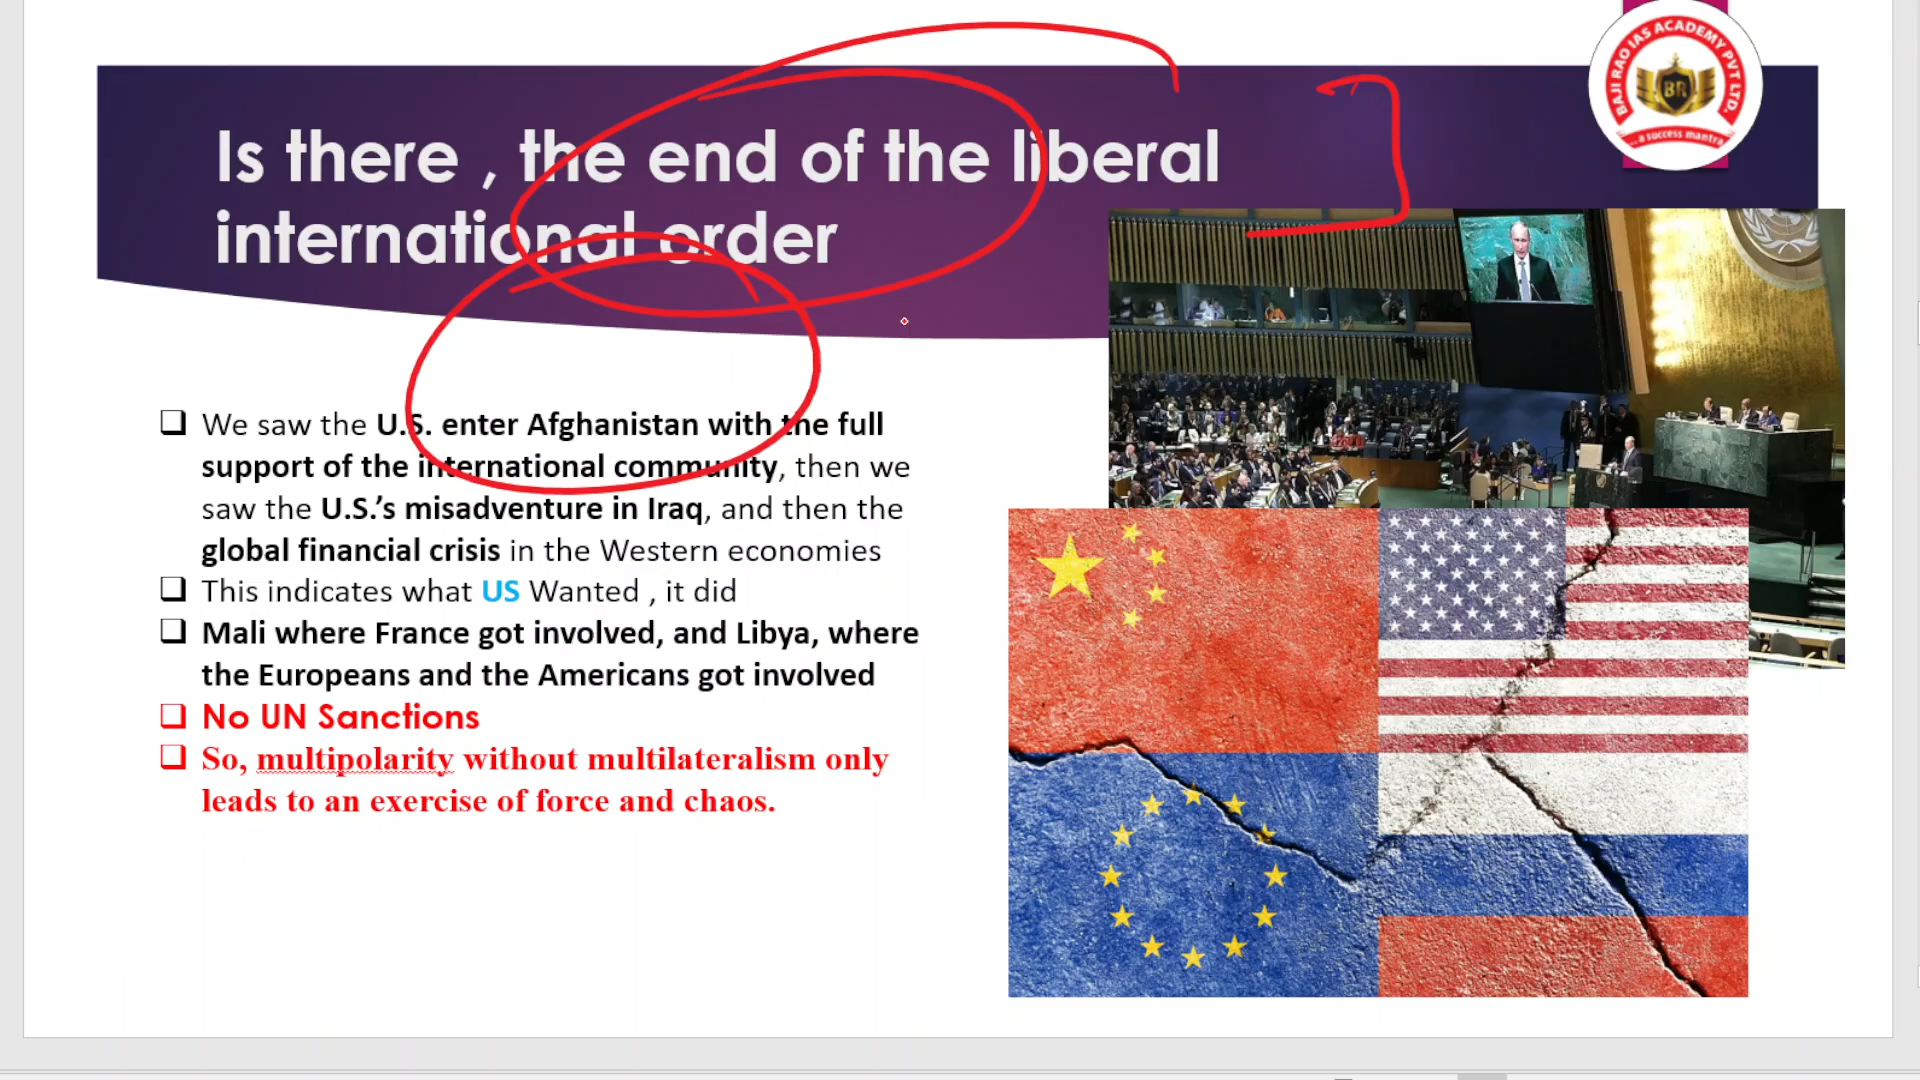 Is there , the end of the liberal
international order
BAJI RAO IAS ACADEMY PVT LTD.
BR
...a success mantra
❑ We saw the U.S. enter Afghanistan with the full
support of the international community, then we
saw the U.S.’s misadventure in Iraq, and then the
global financial crisis in the Western economies
❑ This indicates what US Wanted , it did
❑ Mali where France got involved, and Libya, where
the Europeans and the Americans got involved
❑ No UN Sanctions
❑ So, multipolarity without multilateralism only
leads to an exercise of force and chaos.